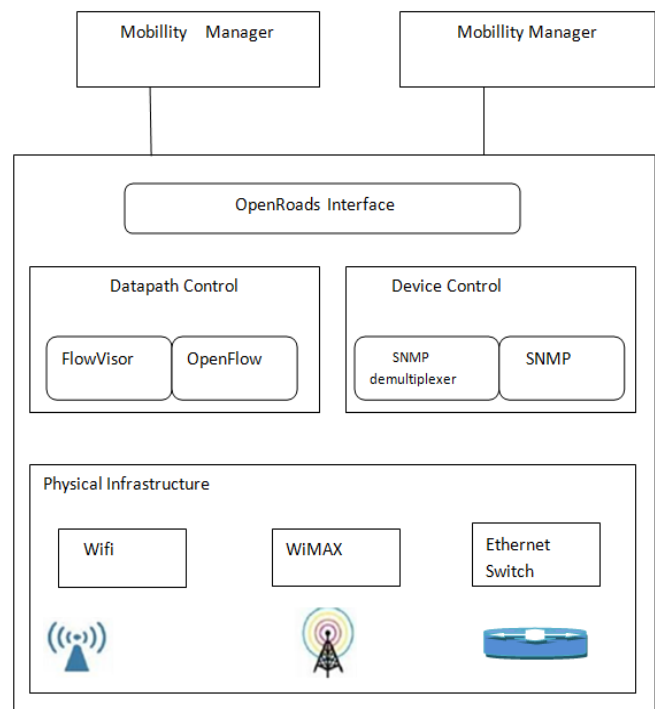 Mobillity Manager
Mobillity Manager
OpenRoads Interface
Datapath Control
Device Control
FlowVisor
OpenFlow
SNMP
demultiplexer
SNMP
Physical Infrastructure
Wifi
WiMAX
Ethernet
Switch